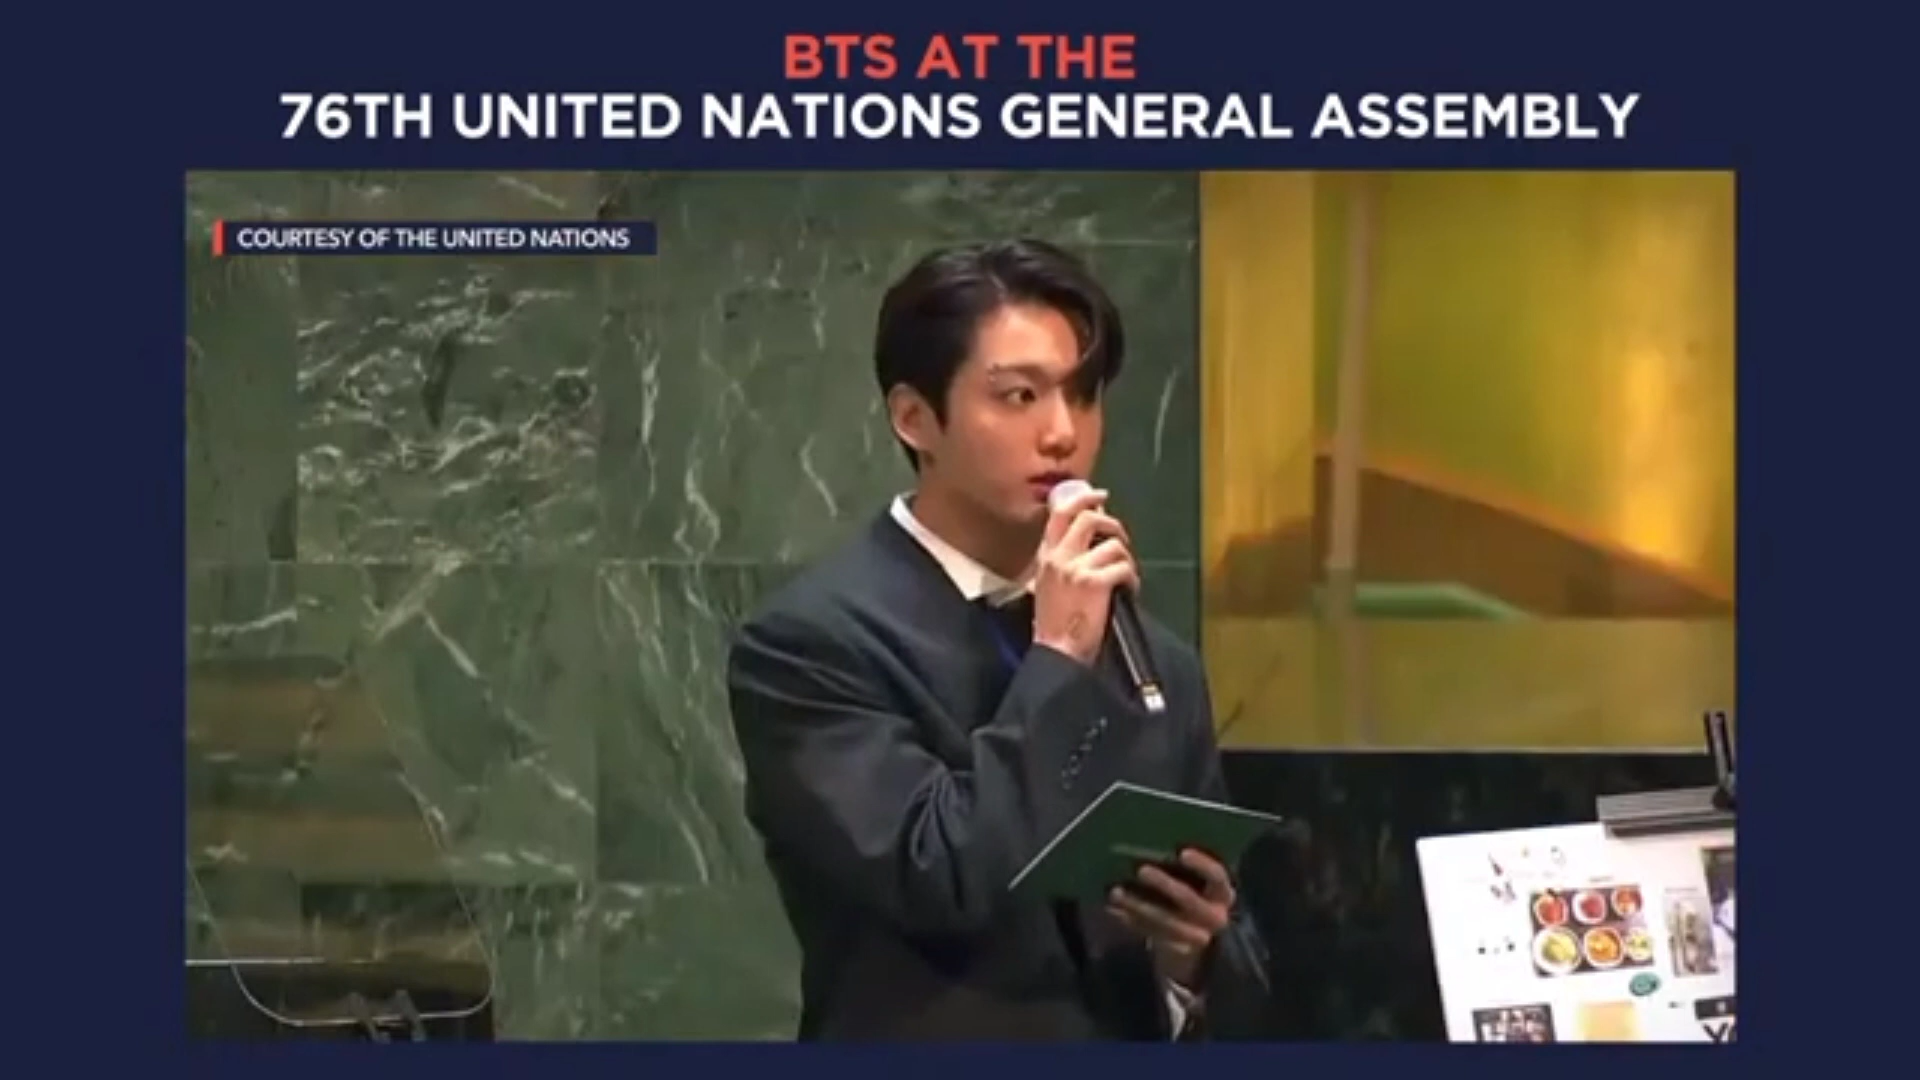 BTS AT THE
76TH UNITED NATIONS GENERAL ASSEMBLY
COURTESY OF THE UNITED NATIONS